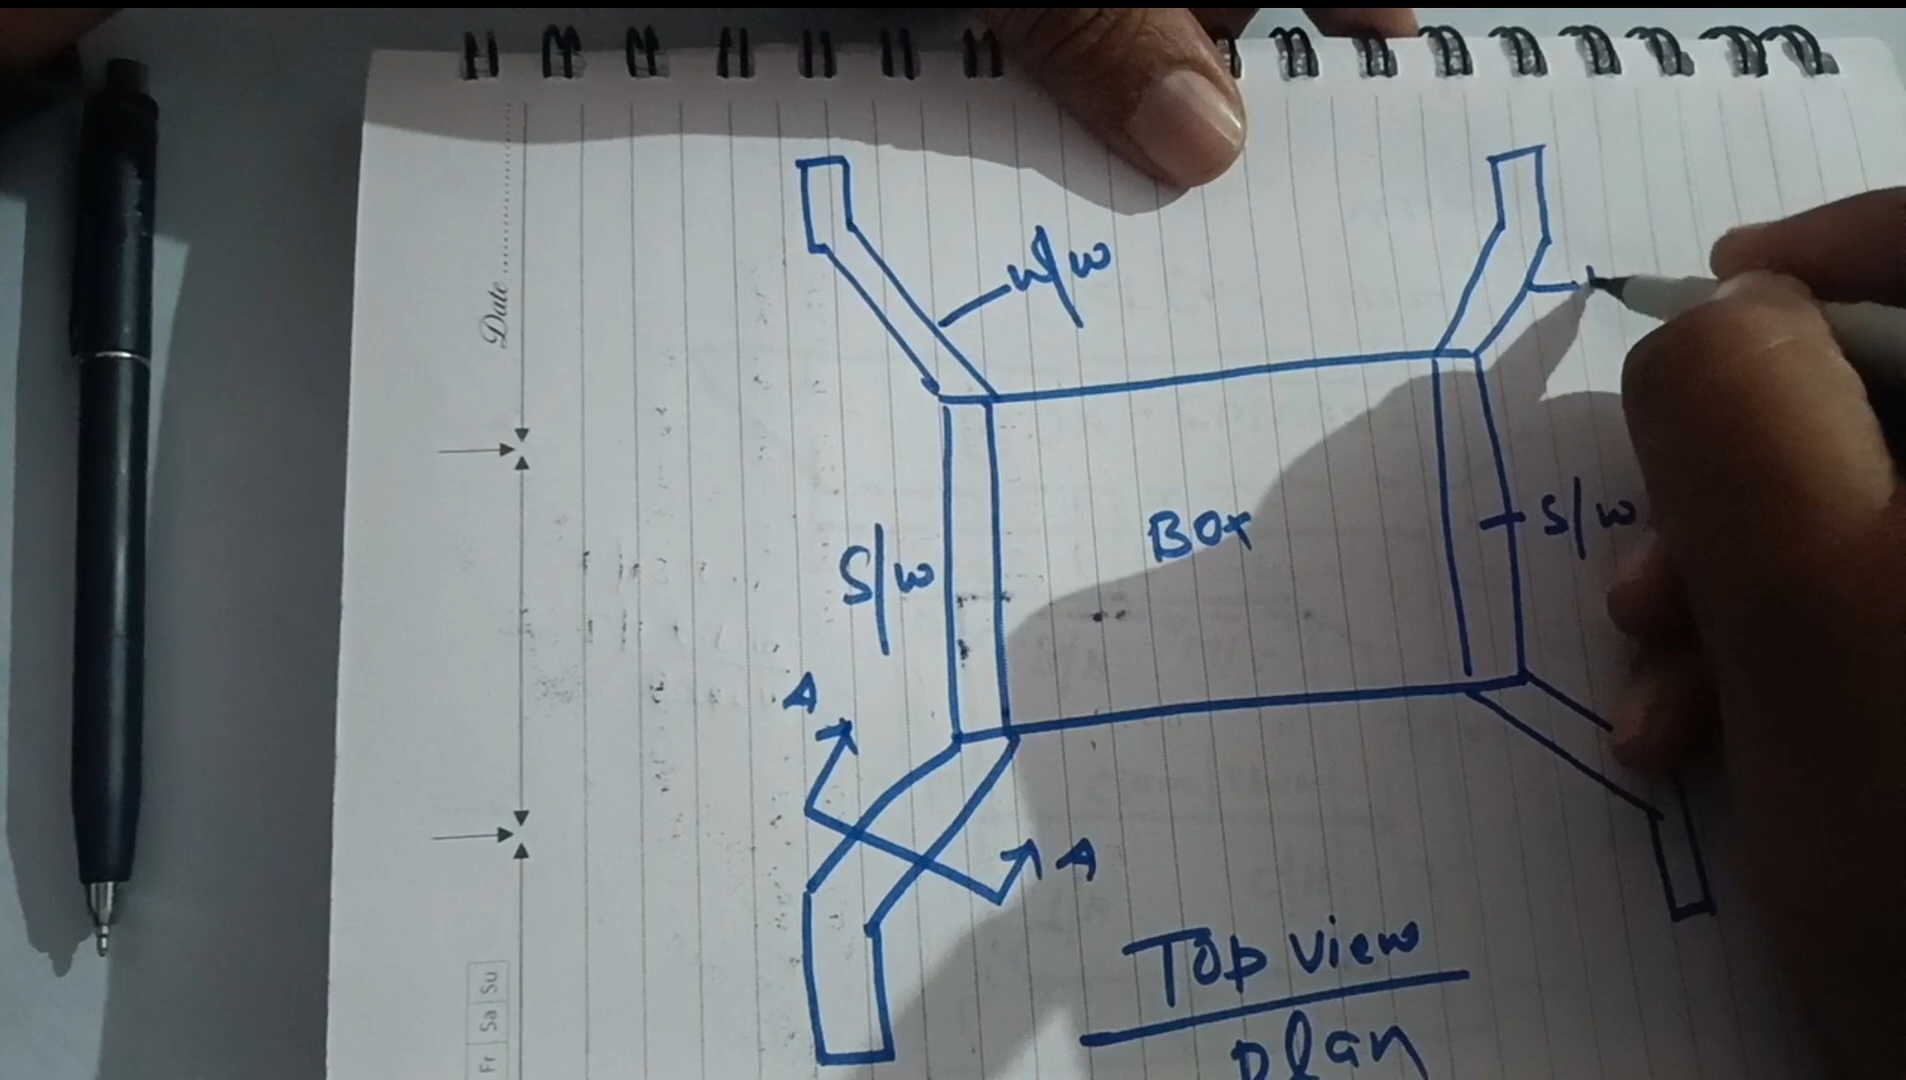 W/W
Date
Box
S/W
S/W
A
A
Top View
Plan
Fr Sa Su